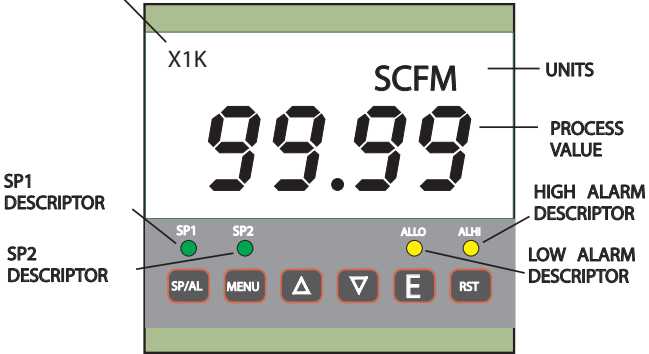 X1K
SCFM
UNITS
99.99
PROCESS
VALUE
SP1
DESCRIPTOR
HIGH ALARM
DESCRIPTOR
SP1 SP2 ALLO ALHI
SP2
DESCRIPTOR
LOW ALARM
DESCRIPTOR
SP/AL MENU E RST